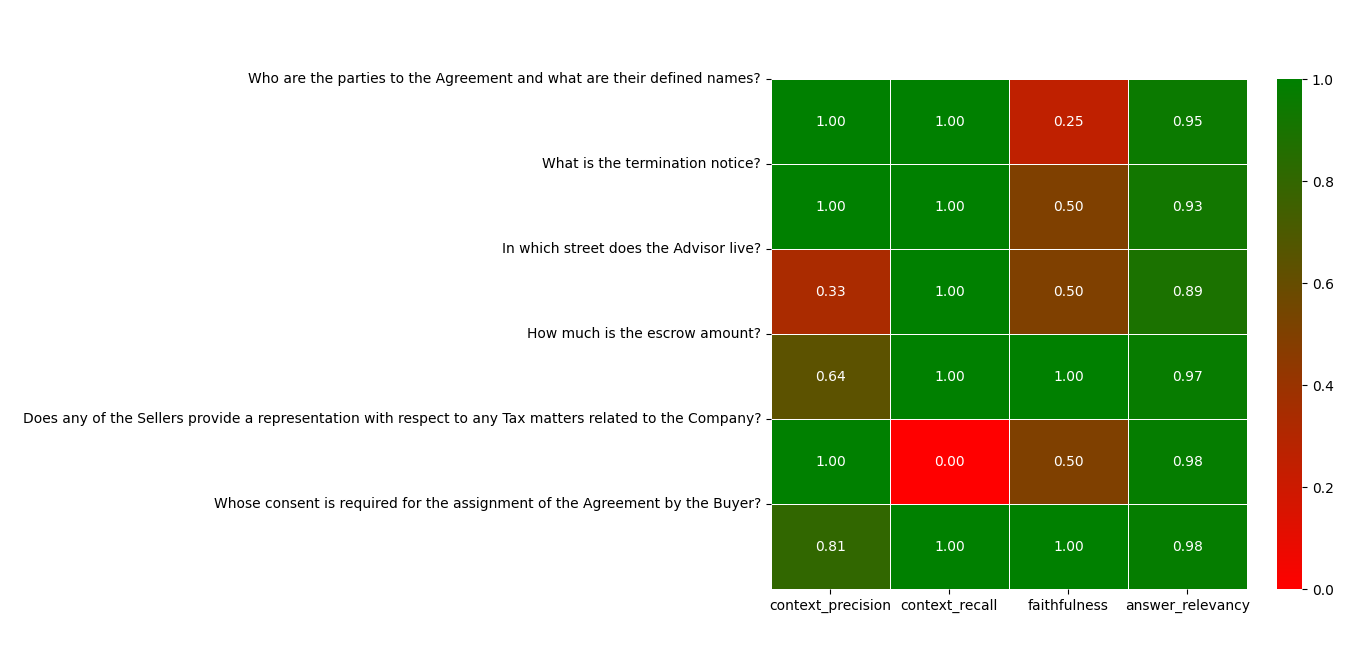 Who are the parties to the Agreement and what are their defined names?
1.00 1.00 0.25 0.95
What is the termination notice?
1.00 1.00 0.50 0.93
In which street does the Advisor live?
0.33 1.00 0.50 0.89
How much is the escrow amount?
0.64 1.00 1.00 0.97
Does any of the Sellers provide a representation with respect to any Tax matters related to the Company?
1.00 0.00 0.50 0.98
Whose consent is required for the assignment of the Agreement by the Buyer?
0.81 1.00 1.00 0.98
context_precision context_recall faithfulness answer_relevancy
1.0
0.8
0.6
0.4
0.2
0.0